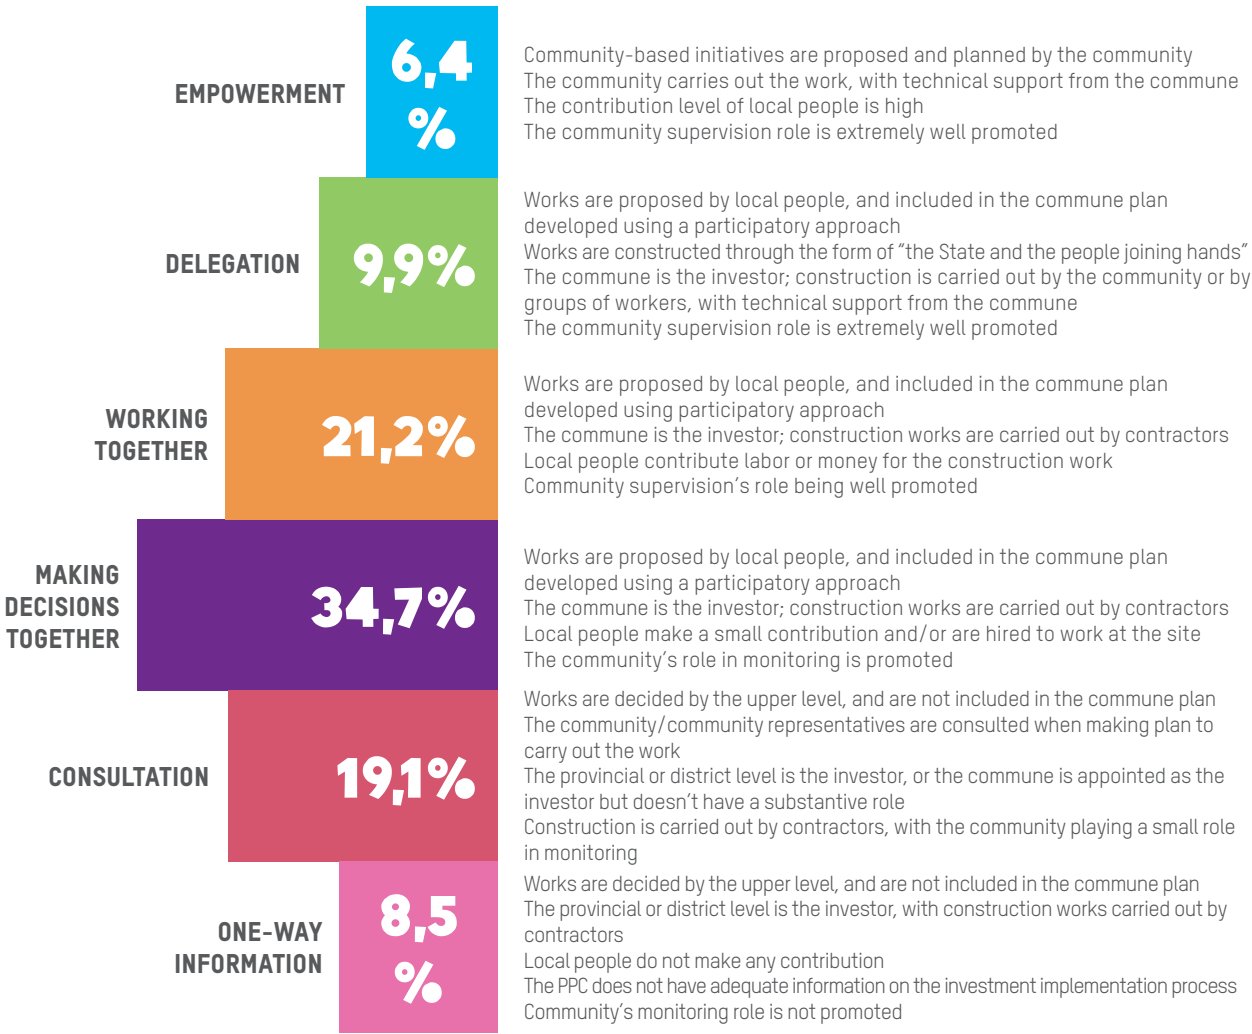 EMPOWERMENT
6,4
%
Community-based initiatives are proposed and planned by the community
The community carries out the work, with technical support from the commune
The contribution level of local people is high
The community supervision role is extremely well promoted
DELEGATION
9,9%
Works are proposed by local people, and included in the commune plan
developed using a participatory approach
Works are constructed through the form of “the State and the people joining hands”
The commune is the investor; construction is carried out by the community or by
groups of workers, with technical support from the commune
The community supervision role is extremely well promoted
WORKING
TOGETHER
21,2%
Works are proposed by local people, and included in the commune plan
developed using participatory approach
The commune is the investor; construction works are carried out by contractors
Local people contribute labor or money for the construction work
Community supervision’s role being well promoted
MAKING
DECISIONS
TOGETHER
34,7%
Works are proposed by local people, and included in the commune plan
developed using a participatory approach
The commune is the investor; construction works are carried out by contractors
Local people make a small contribution and/or are hired to work at the site
The community’s role in monitoring is promoted
CONSULTATION
19,1%
Works are decided by the upper level, and are not included in the commune plan
The community/community representatives are consulted when making plan to
carry out the work
The provincial or district level is the investor, or the commune is appointed as the
investor but doesn’t have a substantive role
Construction is carried out by contractors, with the community playing a small role
in monitoring
ONE-WAY
INFORMATION
8,5
%
Works are decided by the upper level, and are not included in the commune plan
The provincial or district level is the investor, with construction works carried out by
contractors
Local people do not make any contribution
The PPC does not have adequate information on the investment implementation process
Community’s monitoring role is not promoted